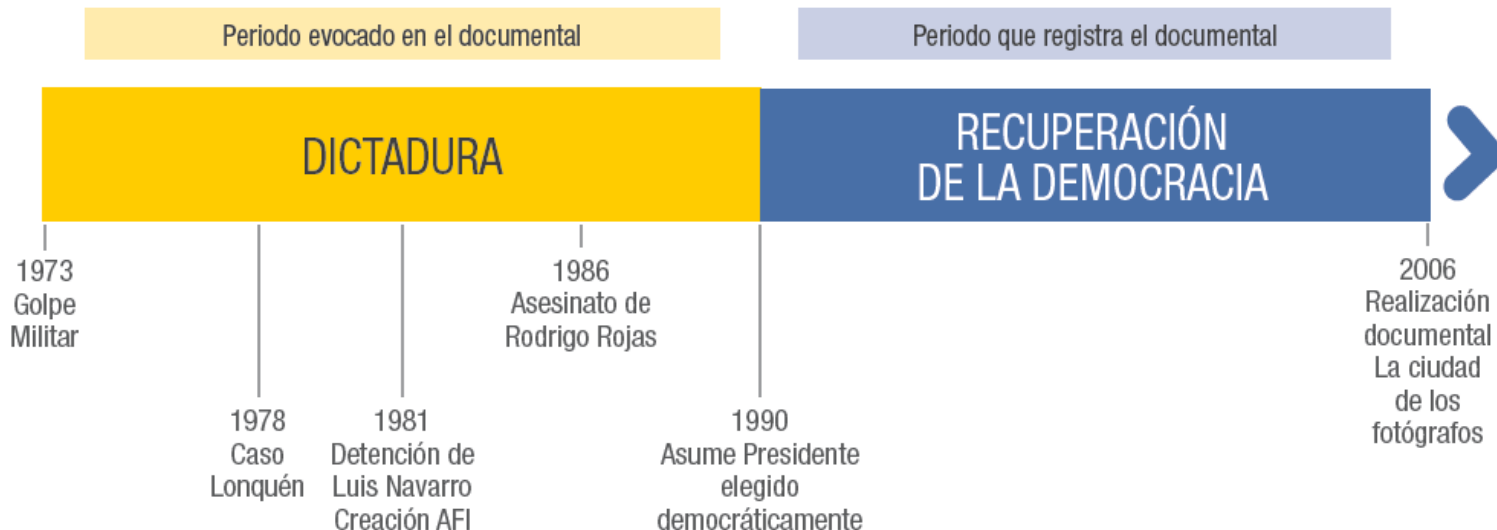 Periodo evocado en el documental
Periodo que registra el documental
DICTADURA
RECUPERACIÓN
DE LA DEMOCRACIA
1973
Golpe
Militar
1978
Caso
Lonquén
1981
Detención de
Luis Navarro
Creación AFI
1986
Asesinato de
Rodrigo Rojas
1990
Asume Presidente
elegido
democráticamente
2006
Realización
documental
La ciudad
de los
fotógrafos